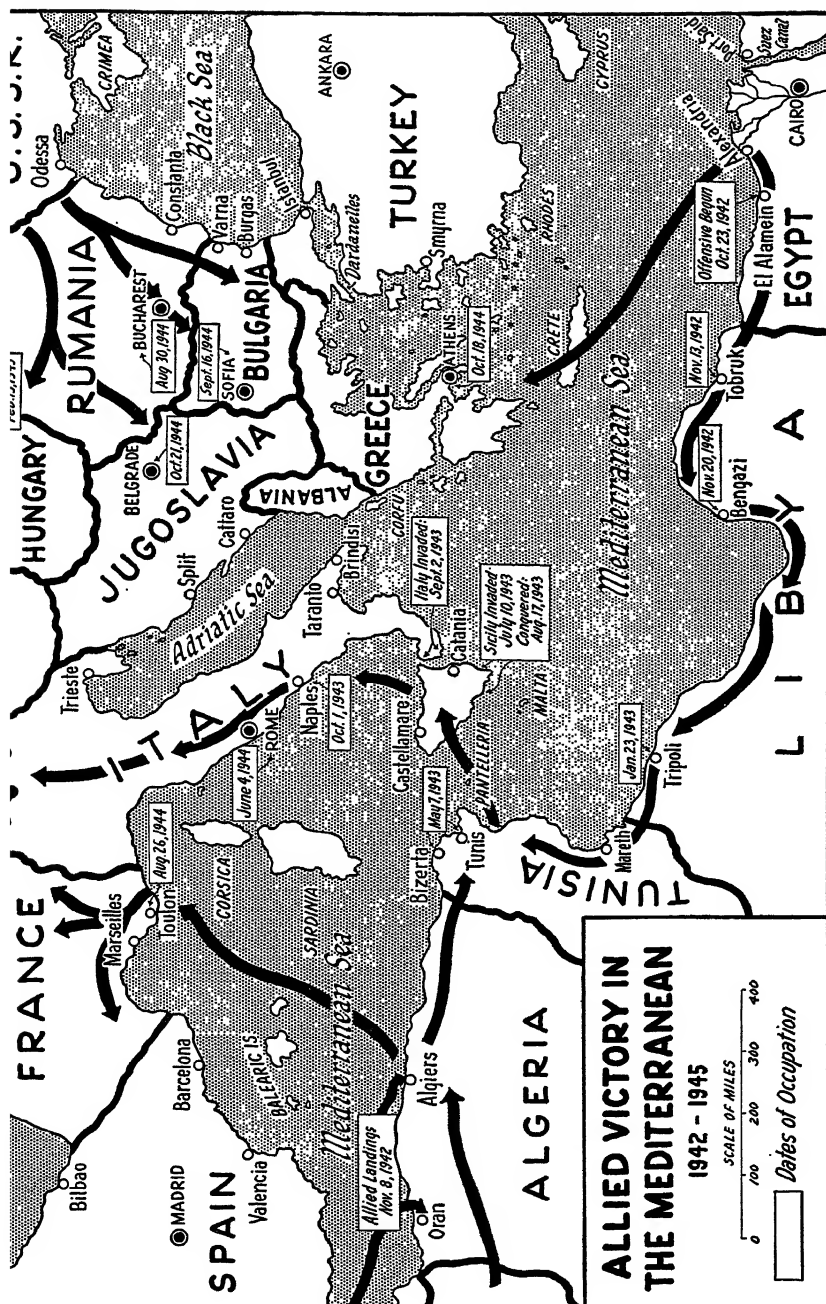 U.S.S.R.
CRIMEA
Odessa
Black Sea
ANKARA
TURKEY
CYPRUS
Port Said
Suez
Canal
CAIRO
Alexandria
Offensive Begun
Oct. 23, 1942
El Alamein
EGYPT
Constanta
Varna
Burgas
Istanbul
Dardanelles
Smyrna
RHODES
RUMANIA
BUCHAREST
Aug 30, 1944
Sept. 16, 1944
SOFIA
BULGARIA
ATHENS
Oct. 18, 1944
CRETE
Nov. 13, 1942
Tobruk
HUNGARY
BELGRADE
Oct. 21, 1944
JUGOSLAVIA
ALBANIA
GREECE
CORFU
Mediterranean Sea
Nov. 20, 1942
Bengazi
LIBYA
Cattaro
Split
Adriatic Sea
Brindisi
Taranto
Italy Invaded:
Sept. 2, 1943
Trieste
ITALY
Naples
Oct. 1, 1943
Catania
Sicily Invaded
July 10, 1943
Conquered:
Aug. 17, 1943
MALTA
ROME
June 4, 1944
Castellamare
PANTELLERIA
Jan. 23, 1943
Tripoli
May 7, 1943
Tunis
Bizerta
Mareth
TUNISIA
FRANCE
Aug. 26, 1944
Marseilles
Toulon
CORSICA
SARDINIA
Mediterranean Sea
Barcelona
BALEARIC IS
Algiers
ALGERIA
Bilbao
MADRID
SPAIN
Valencia
Allied Landings
Nov. 8, 1942
Oran
ALLIED VICTORY IN
THE MEDITERRANEAN
1942 - 1945
SCALE OF MILES
0 100 200 300 400
Dates of Occupation